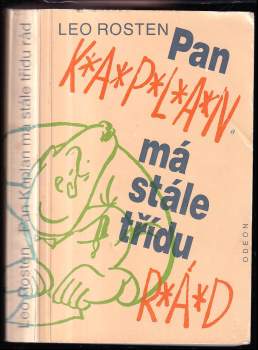 LEO ROSTEN
Pan
K*A*P*L*A*N
má
stále
třídu
R*Á*D
ODEON
Leo Rosten Pan Kaplan má stále třídu rád